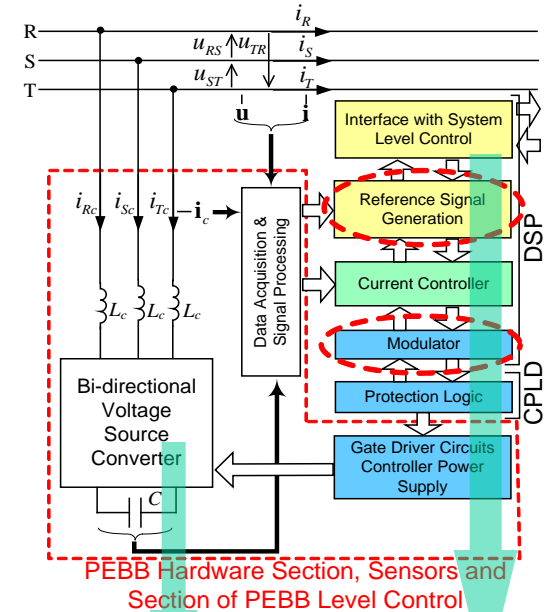 R
S
T
i_R
i_S
i_T
u_RS
u_TR
u_ST
u
i
Interface with System
Level Control
i_Rc
i_Sc
i_Tc
i_c
Data Acquisition &
Signal Processing
Reference Signal
Generation
DSP
Current Controller
L_c
L_c
L_c
Modulator
CPLD
Protection Logic
Bi-directional
Voltage
Source
Converter
Gate Driver Circuits
Controller Power
Supply
C
PEBB Hardware Section, Sensors and
Section of PEBB Level Control